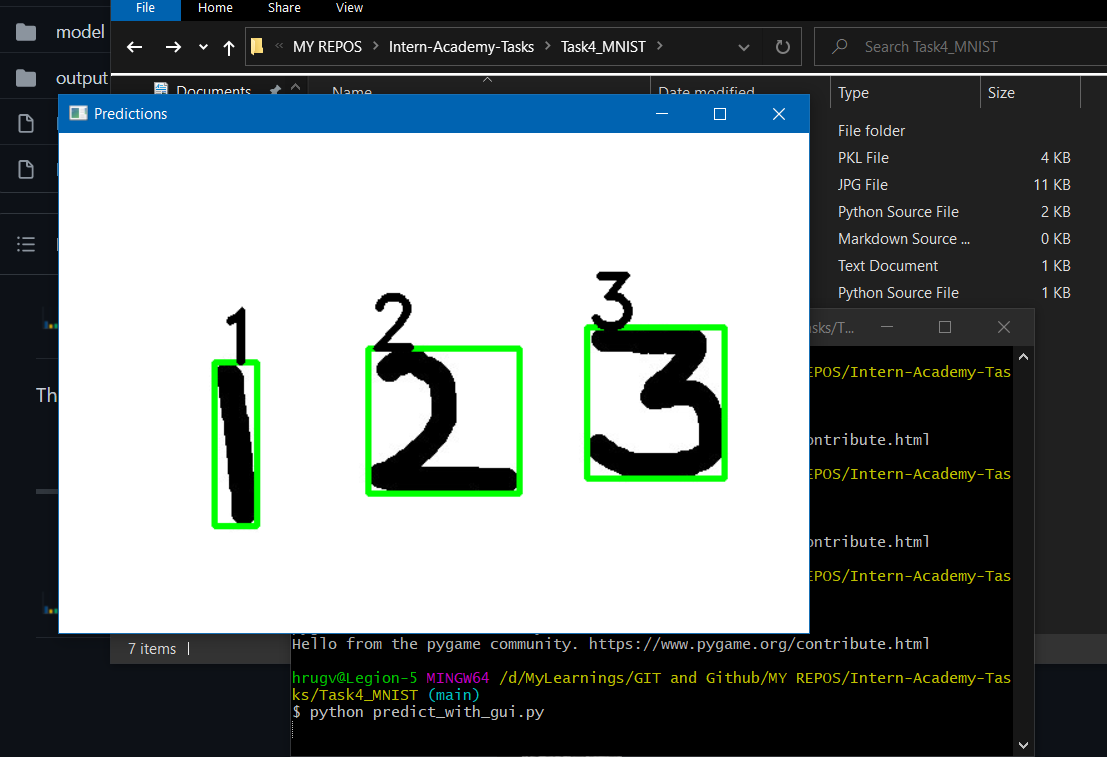 model
output
Th
File Home Share View
« MY REPOS > Intern-Academy-Tasks > Task4_MNIST >
Search Task4_MNIST
Documents
Name
Date modified
Type
Size
File folder
PKL File 4 KB
JPG File 11 KB
Python Source File 2 KB
Markdown Source ... 0 KB
Text Document 1 KB
Python Source File 1 KB
7 items
Predictions
1 2 3
1 2 3
sks/T...
EPOS/Intern-Academy-Tas
ontribute.html
EPOS/Intern-Academy-Tas
ontribute.html
EPOS/Intern-Academy-Tas
Hello from the pygame community. https://www.pygame.org/contribute.html
hrugv@Legion-5 MINGW64 /d/MyLearnings/GIT and Github/MY REPOS/Intern-Academy-Tas
ks/Task4_MNIST (main)
$ python predict_with_gui.py